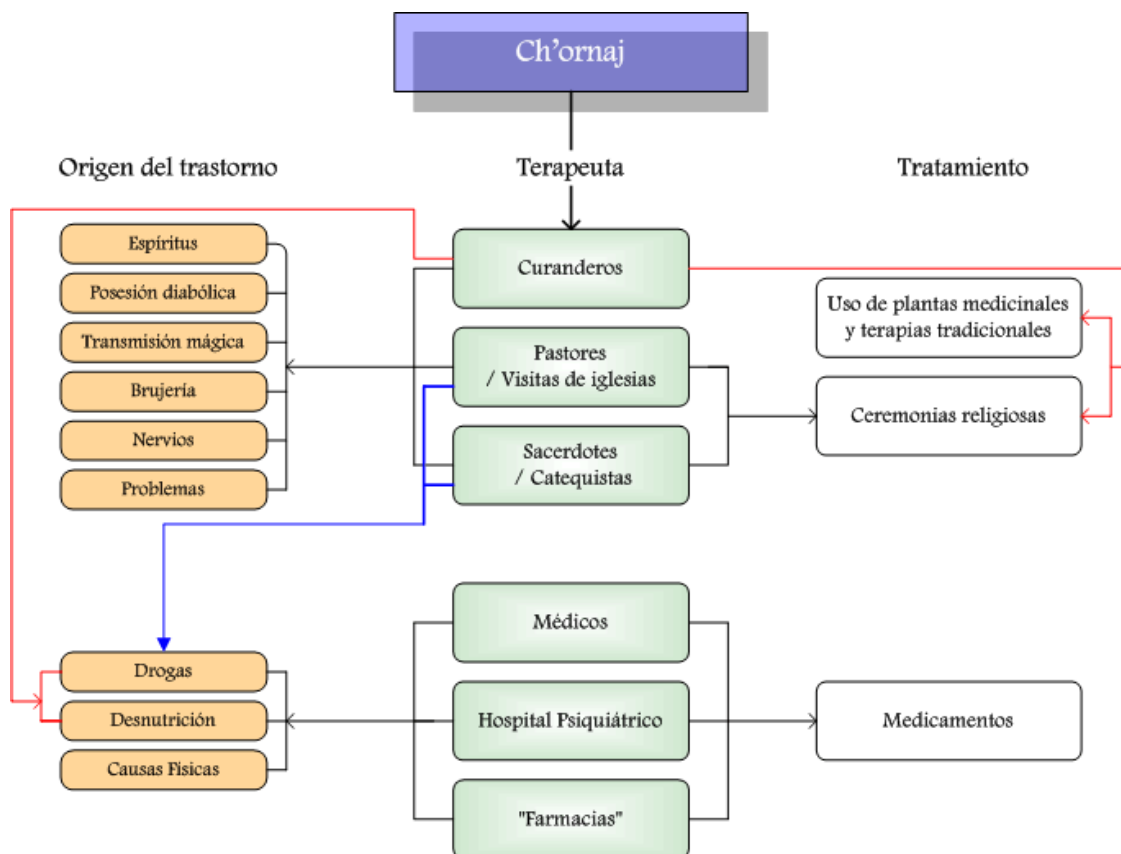 Ch'ornaj
Origen del trastorno
Terapeuta
Tratamiento
Espíritus
Posesión diabólica
Transmisión mágica
Brujería
Nervios
Problemas
Curanderos
Pastores
/ Visitas de iglesias
Sacerdotes
/ Catequistas
Uso de plantas medicinales
y terapias tradicionales
Ceremonias religiosas
Drogas
Desnutrición
Causas Físicas
Médicos
Hospital Psiquiátrico
"Farmacias"
Medicamentos